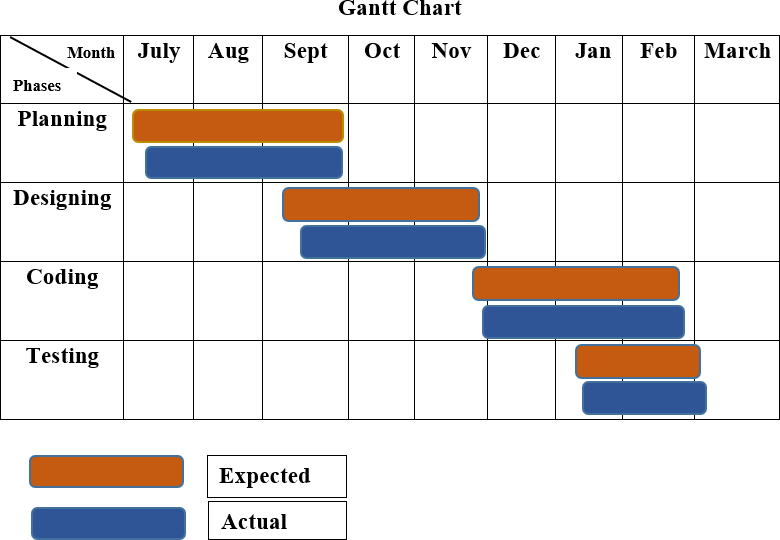 Gantt Chart
Month July Aug Sept Oct Nov Dec Jan Feb March
Phases
Planning
Designing
Coding
Testing
Expected
Actual